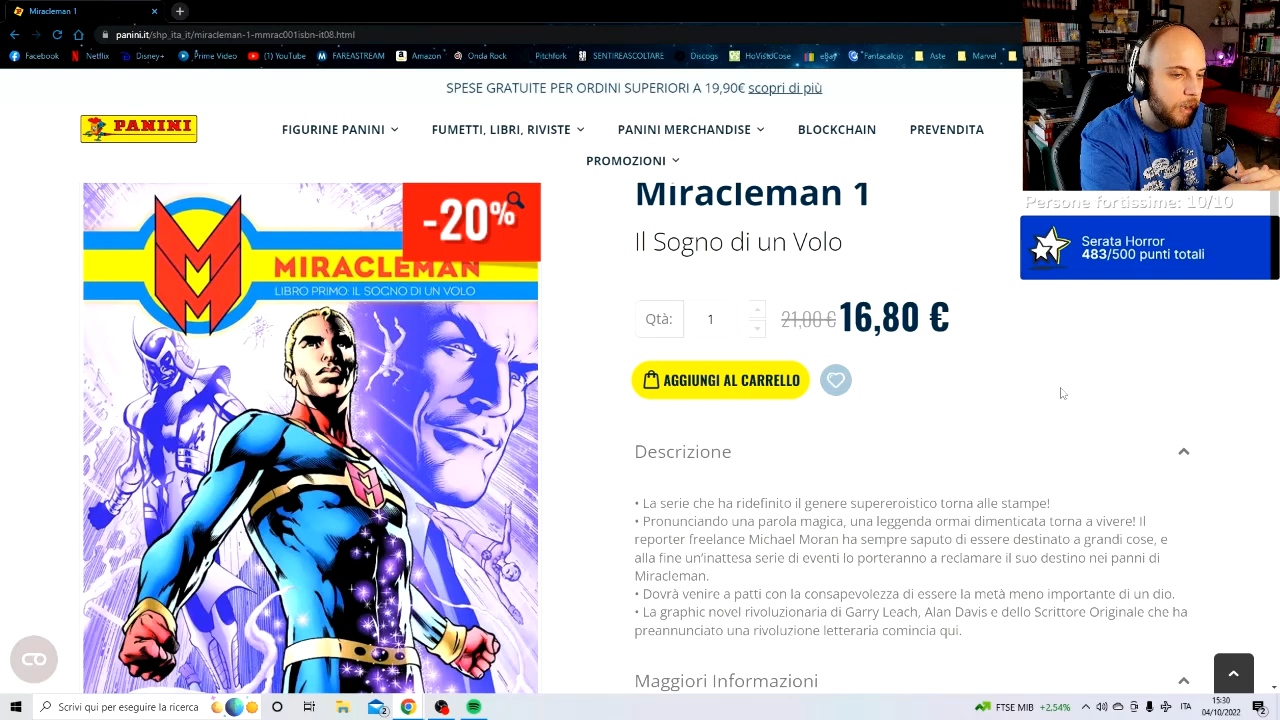 Miracleman 1
panini.it/shp_ita_it/miracleman-1-mmrac001isbn-it08.html
Facebook Netflix Disney+ Prime Video (1) YouTube FAREASTREAM Amazon Onda Rock Pitchfork SENTIREASCOLTARE Discogs HoVistoCose eBay Fantacalcio Aste Marvel
SPESE GRATUITE PER ORDINI SUPERIORI A 19,90€ scopri di più
PANINI
FIGURINE PANINI FUMETTI, LIBRI, RIVISTE PANINI MERCHANDISE BLOCKCHAIN PREVENDITA
PROMOZIONI
Persone fortissime: 10/10
Serata Horror
483/500 punti totali
-20%
MIRACLEMAN
LIBRO PRIMO: IL SOGNO DI UN VOLO
Miracleman 1
Il Sogno di un Volo
Qtà: 1 21,00 € 16,80 €
AGGIUNGI AL CARRELLO
Descrizione
• La serie che ha ridefinito il genere supereroistico torna alle stampe!
• Pronunciando una parola magica, una leggenda ormai dimenticata torna a vivere! Il
reporter freelance Michael Moran ha sempre saputo di essere destinato a grandi cose, e
alla fine un'inattesa serie di eventi lo porteranno a reclamare il suo destino nei panni di
Miracleman.
• Dovrà venire a patti con la consapevolezza di essere la metà meno importante di un dio.
• La graphic novel rivoluzionaria di Garry Leach, Alan Davis e dello Scrittore Originale che ha
preannunciato una rivoluzione letteraria comincia qui.
Maggiori Informazioni
Scrivi qui per eseguire la ricerca
2
FTSE MIB +2,54%
ITA
15:30
04/10/2022
2